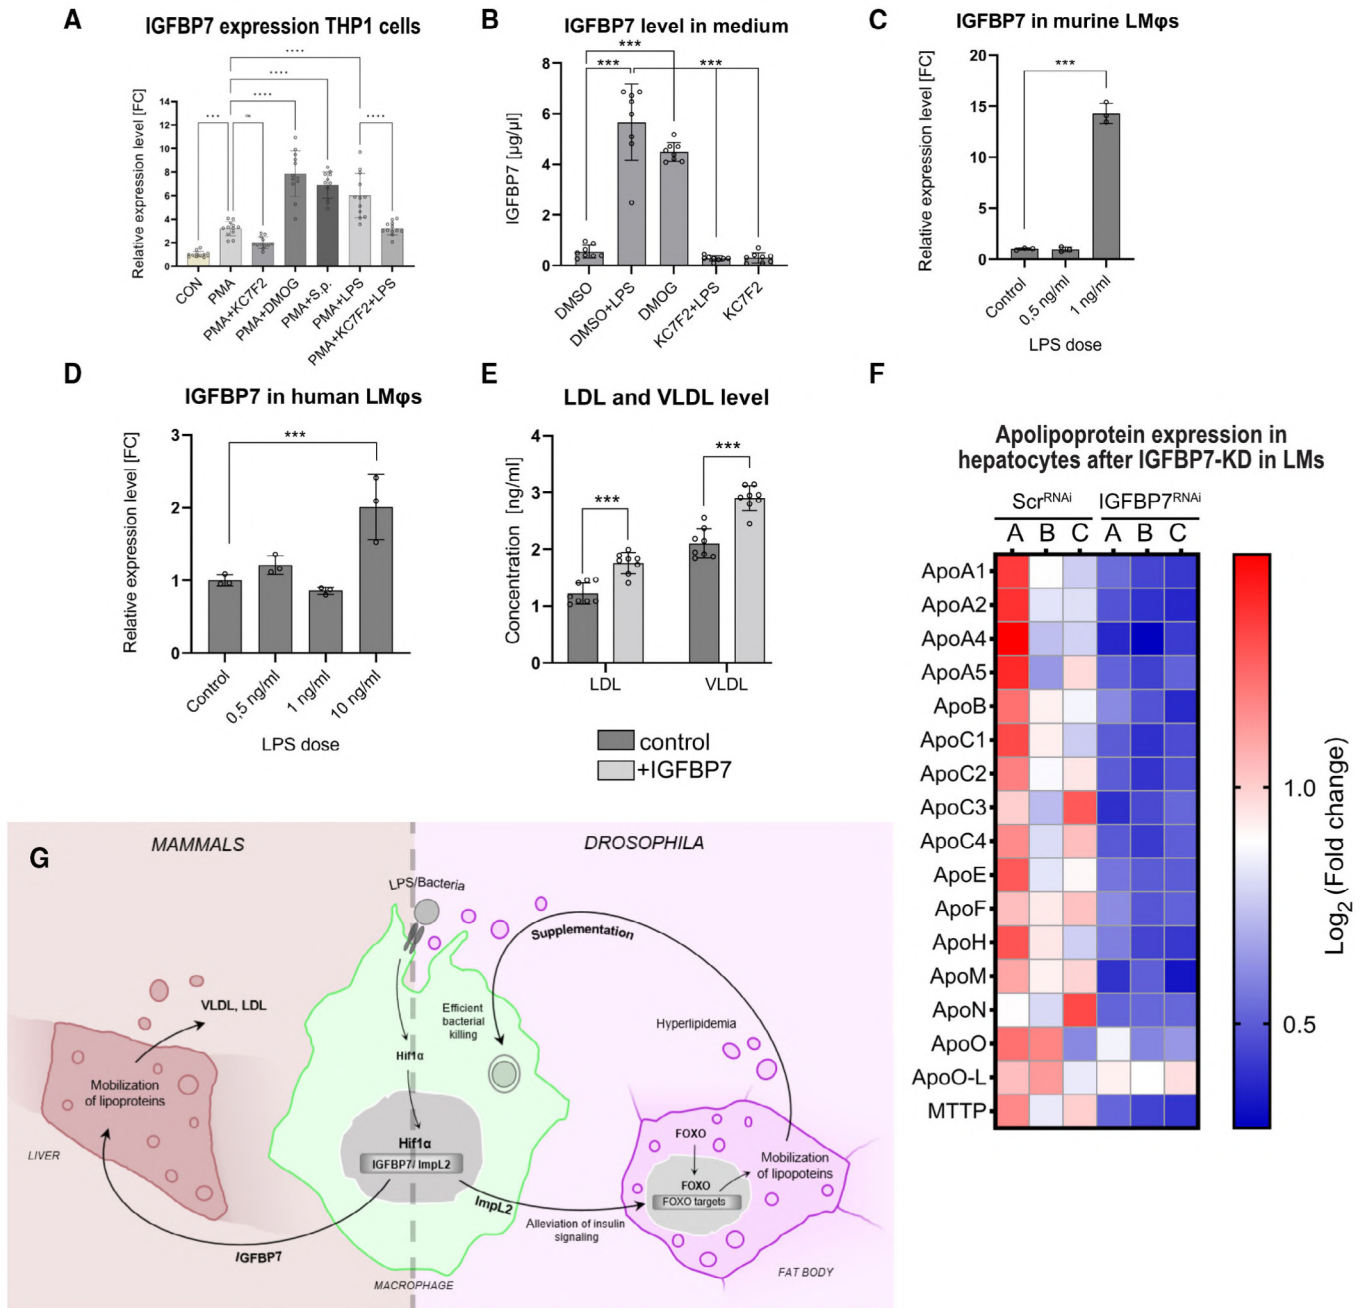 A
IGFBP7 expression THP1 cells
Relative expression level [FC]
14
12
10
8
6
4
2
0
****
****
****
***
ns
****
CON
PMA
PMA+KC7F2
PMA+DMOG
PMA+S.p.
PMA+LPS
PMA+KC7F2+LPS
B
IGFBP7 level in medium
IGFBP7 [µg/µl]
8
6
4
2
0
***
***
***
DMSO
DMSO+LPS
DMOG
KC7F2+LPS
KC7F2
C
IGFBP7 in murine LMφs
Relative expression level [FC]
20
15
10
5
0
***
Control
0.5 ng/ml
1 ng/ml
LPS dose
D
IGFBP7 in human LMφs
Relative expression level [FC]
3
2
1
0
***
Control
0,5 ng/ml
1 ng/ml
10 ng/ml
LPS dose
E
LDL and VLDL level
Concentration [ng/ml]
4
3
2
1
0
***
***
LDL
VLDL
control
+IGFBP7
F
Apolipoprotein expression in
hepatocytes after IGFBP7-KD in LMs
Scr^RNAi IGFBP7^RNAi
A B C A B C
ApoA1
ApoA2
ApoA4
ApoA5
ApoB
ApoC1
ApoC2
ApoC3
ApoC4
ApoE
ApoF
ApoH
ApoM
ApoN
ApoO
ApoO-L
MTTP
1.0
0.5
Log₂ (Fold change)
G
MAMMALS
DROSOPHILA
LPS/Bacteria
Supplementation
VLDL, LDL
Efficient
bacterial
killing
Hyperlipidemia
Hif1α
Mobilization
of lipoproteins
Hif1α
IGFBP7/ ImpL2
FOXO
Mobilization
of lipopoteins
FOXO
FOXO targets
LIVER
ImpL2
Alleviation of insulin
signaling
IGFBP7
FAT BODY
MACROPHAGE